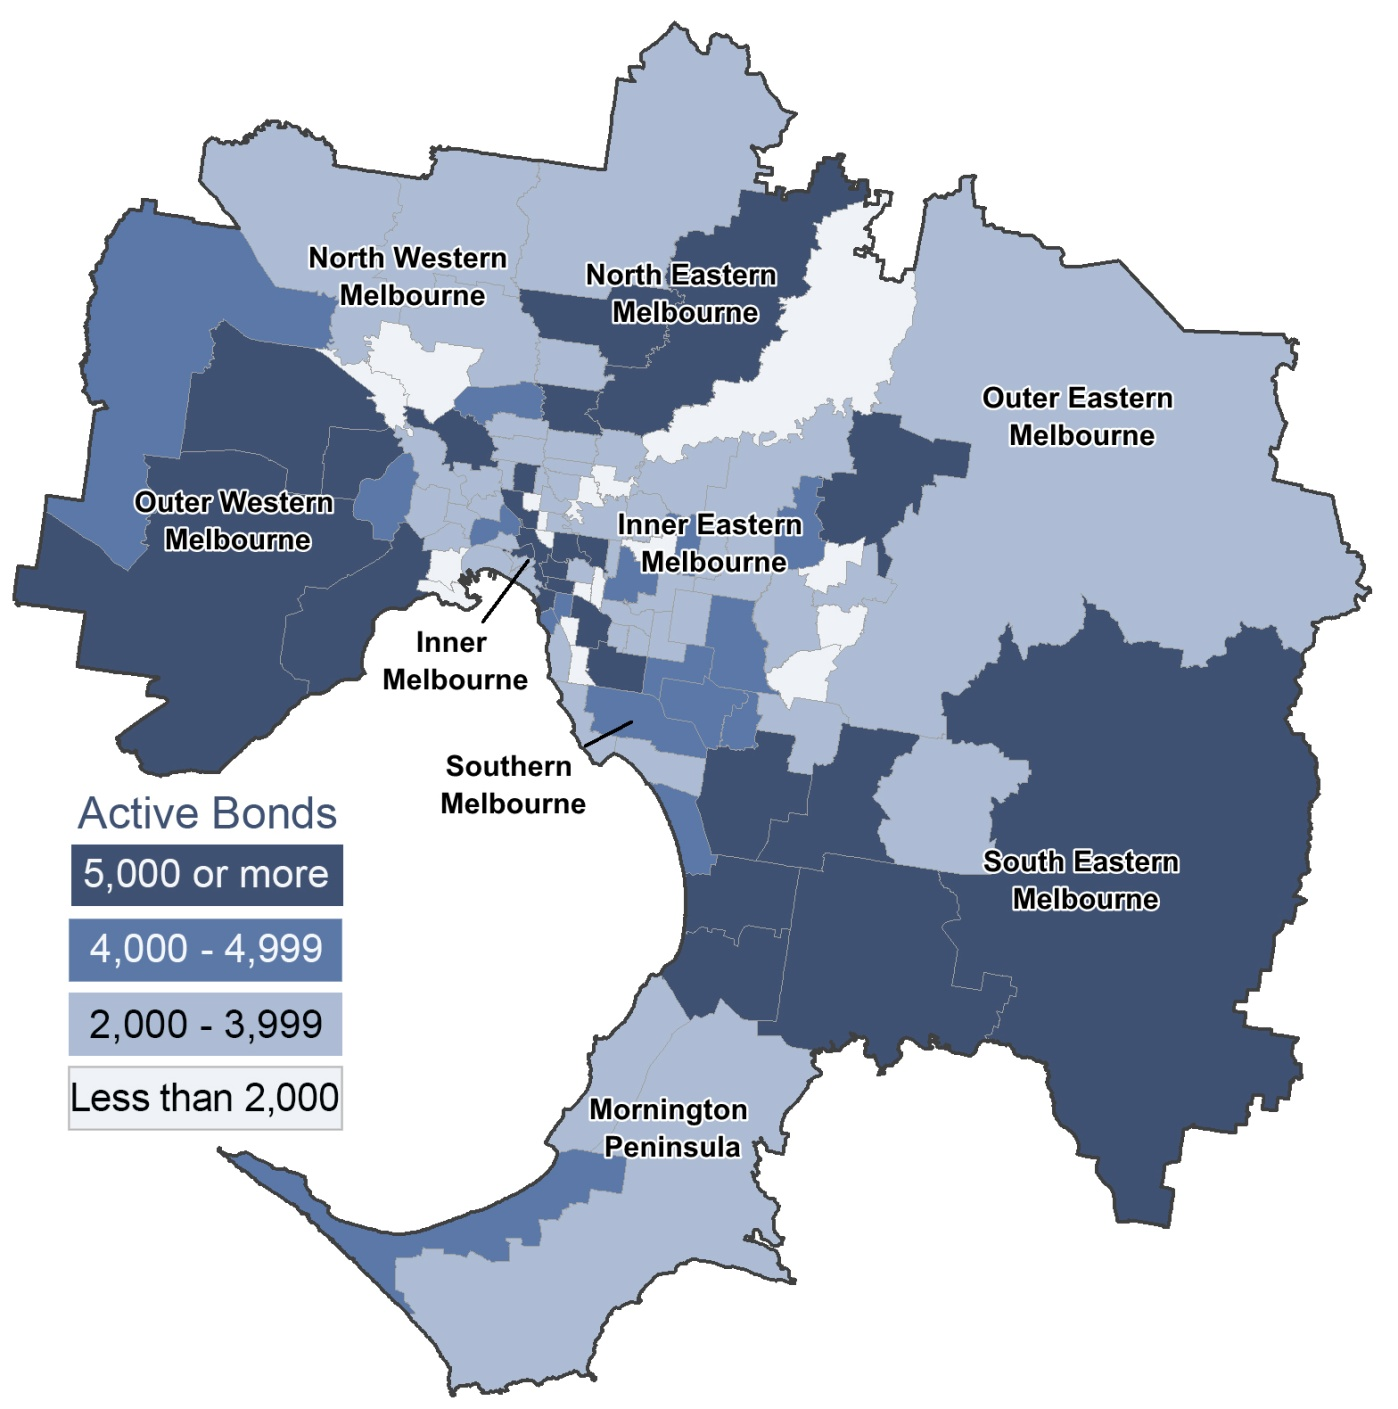 North Western
Melbourne
North Eastern
Melbourne
Outer Eastern
Melbourne
Outer Western
Melbourne
Inner Eastern
Melbourne
Inner
Melbourne
Southern
Melbourne
South Eastern
Melbourne
Mornington
Peninsula
Active Bonds
5,000 or more
4,000 - 4,999
2,000 - 3,999
Less than 2,000